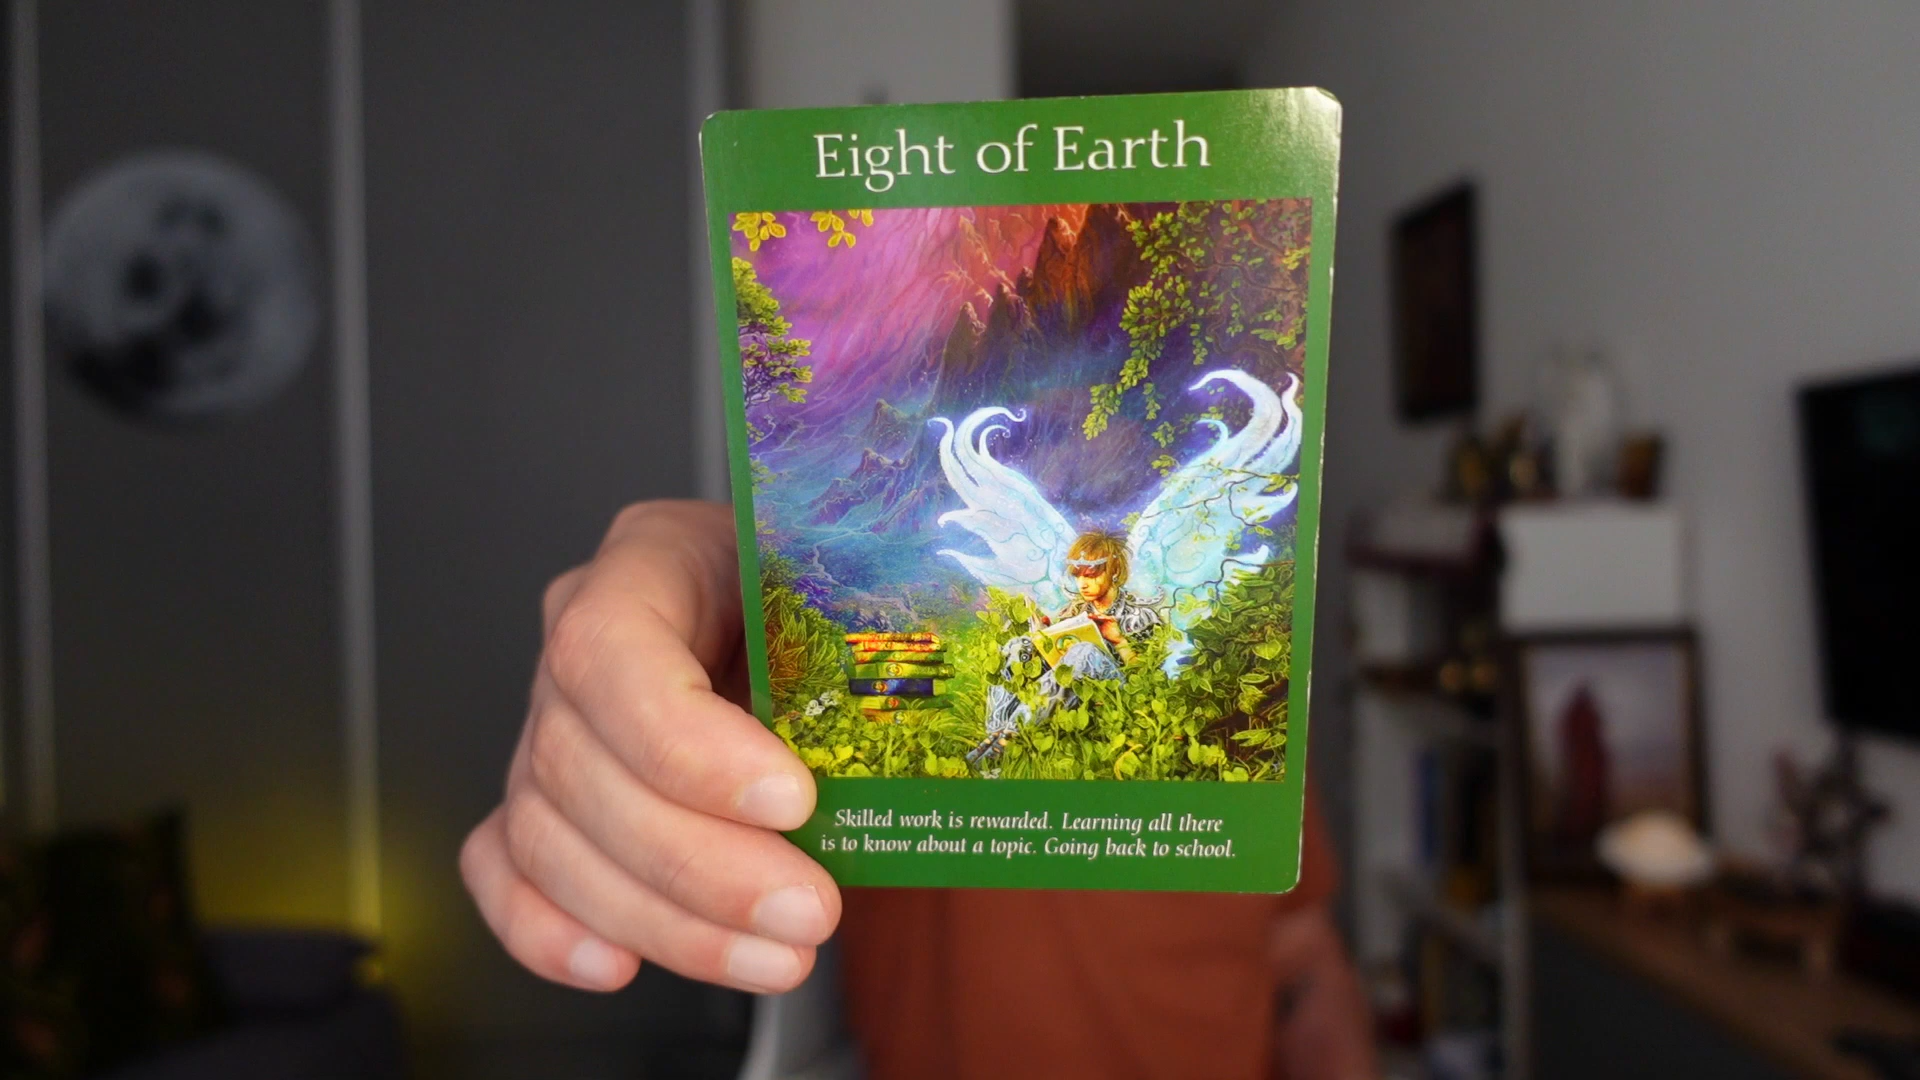 Eight of Earth
Skilled work is rewarded. Learning all there
is to know about a topic. Going back to school.